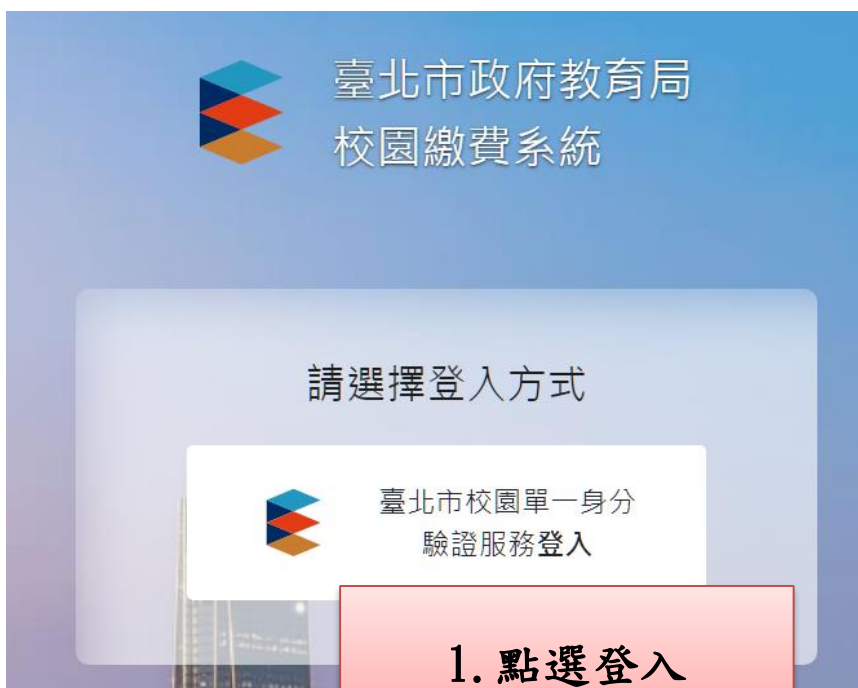 臺北市政府教育局
校園繳費系統
請選擇登入方式
臺北市校園單一身分
驗證服務登入
1.點選登入